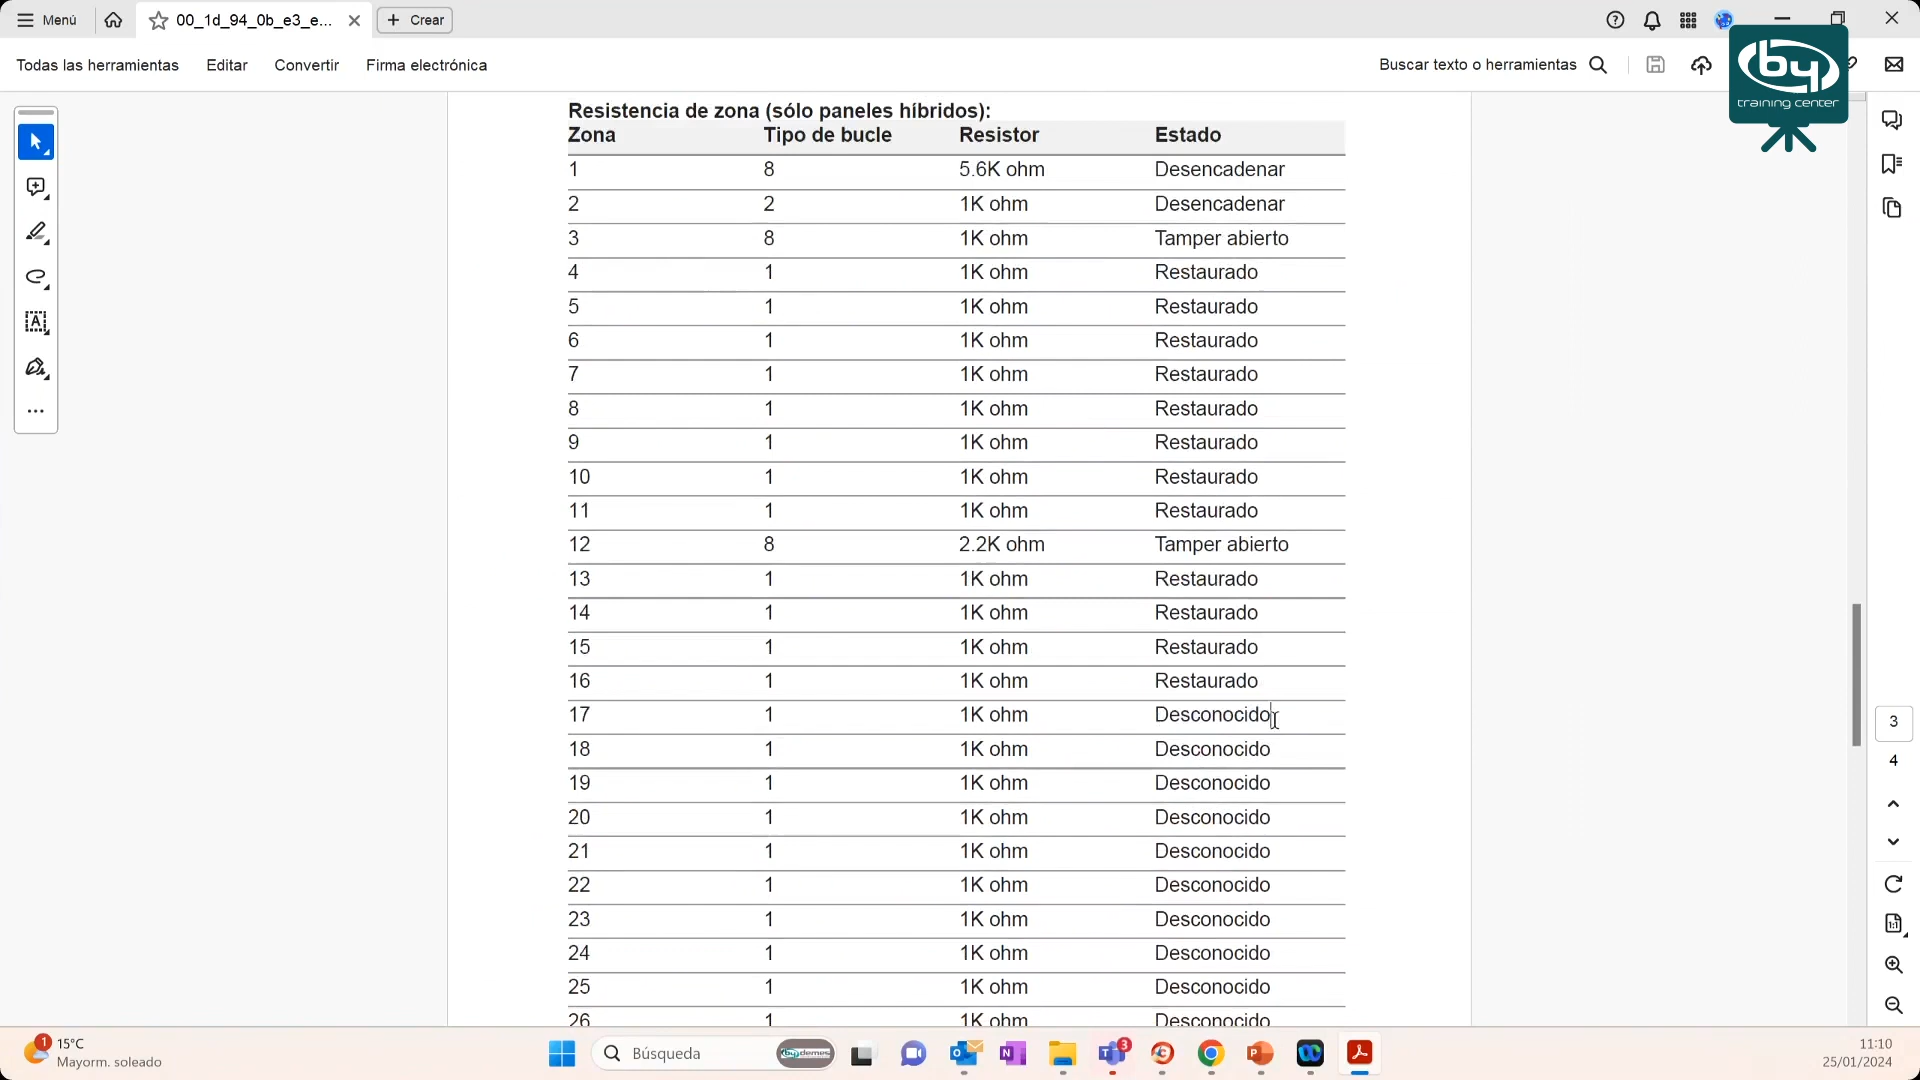 Menú
00_1d_94_0b_e3_e...
Crear
Todas las herramientas
Editar
Convertir
Firma electrónica
Buscar texto o herramientas
by
training center
Resistencia de zona (sólo paneles híbridos):
Zona Tipo de bucle Resistor Estado
1 8 5.6K ohm Desencadenar
2 2 1K ohm Desencadenar
3 8 1K ohm Tamper abierto
4 1 1K ohm Restaurado
5 1 1K ohm Restaurado
6 1 1K ohm Restaurado
7 1 1K ohm Restaurado
8 1 1K ohm Restaurado
9 1 1K ohm Restaurado
10 1 1K ohm Restaurado
11 1 1K ohm Restaurado
12 8 2.2K ohm Tamper abierto
13 1 1K ohm Restaurado
14 1 1K ohm Restaurado
15 1 1K ohm Restaurado
16 1 1K ohm Restaurado
17 1 1K ohm Desconocido
18 1 1K ohm Desconocido
19 1 1K ohm Desconocido
20 1 1K ohm Desconocido
21 1 1K ohm Desconocido
22 1 1K ohm Desconocido
23 1 1K ohm Desconocido
24 1 1K ohm Desconocido
25 1 1K ohm Desconocido
26 1 1K ohm Desconocido
3
4
1
15°C
Mayorm. soleado
Búsqueda
bydemes
3
11:10
25/01/2024